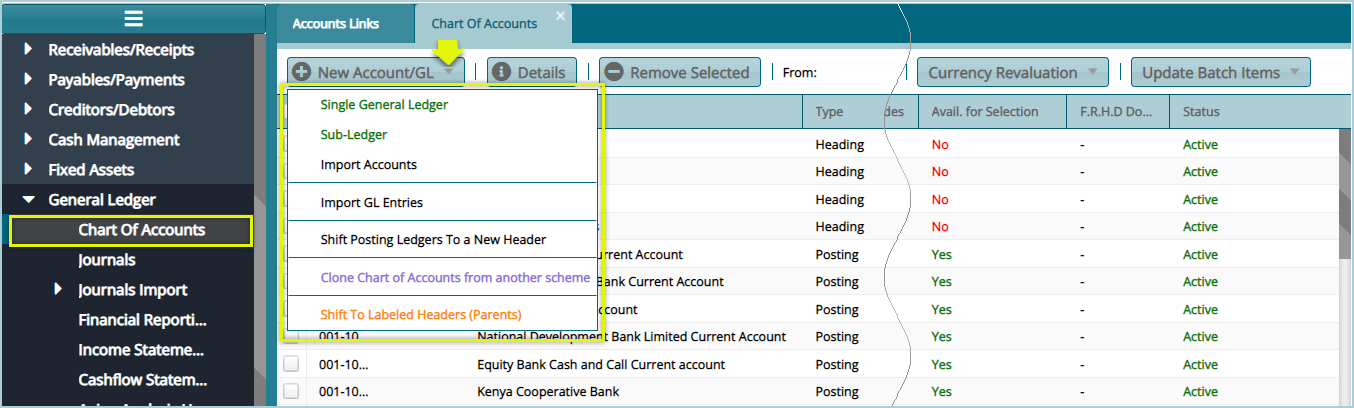 Accounts Links
Chart Of Accounts
Receivables/Receipts
Payables/Payments
Creditors/Debtors
Cash Management
Fixed Assets
General Ledger
Chart Of Accounts
Journals
Journals Import
Financial Reporti...
Income Stateme...
Cashflow Statem...
New Account/GL
Details
Remove Selected
From:
Currency Revaluation
Update Batch Items
Single General Ledger
Sub-Ledger
Import Accounts
Import GL Entries
Shift Posting Ledgers To a New Header
Clone Chart of Accounts from another scheme
Shift To Labeled Headers (Parents)
Type des Avail. for Selection F.R.H.D Do... Status
Heading No - Active
Heading No - Active
Heading No - Active
Heading No - Active
Current Account Posting Yes - Active
Bank Current Account Posting Yes - Active
ccount Posting Yes - Active
001-10... National Development Bank Limited Current Account Posting Yes - Active
001-10... Equity Bank Cash and Call Current account Posting Yes - Active
001-10... Kenya Cooperative Bank Posting Yes - Active